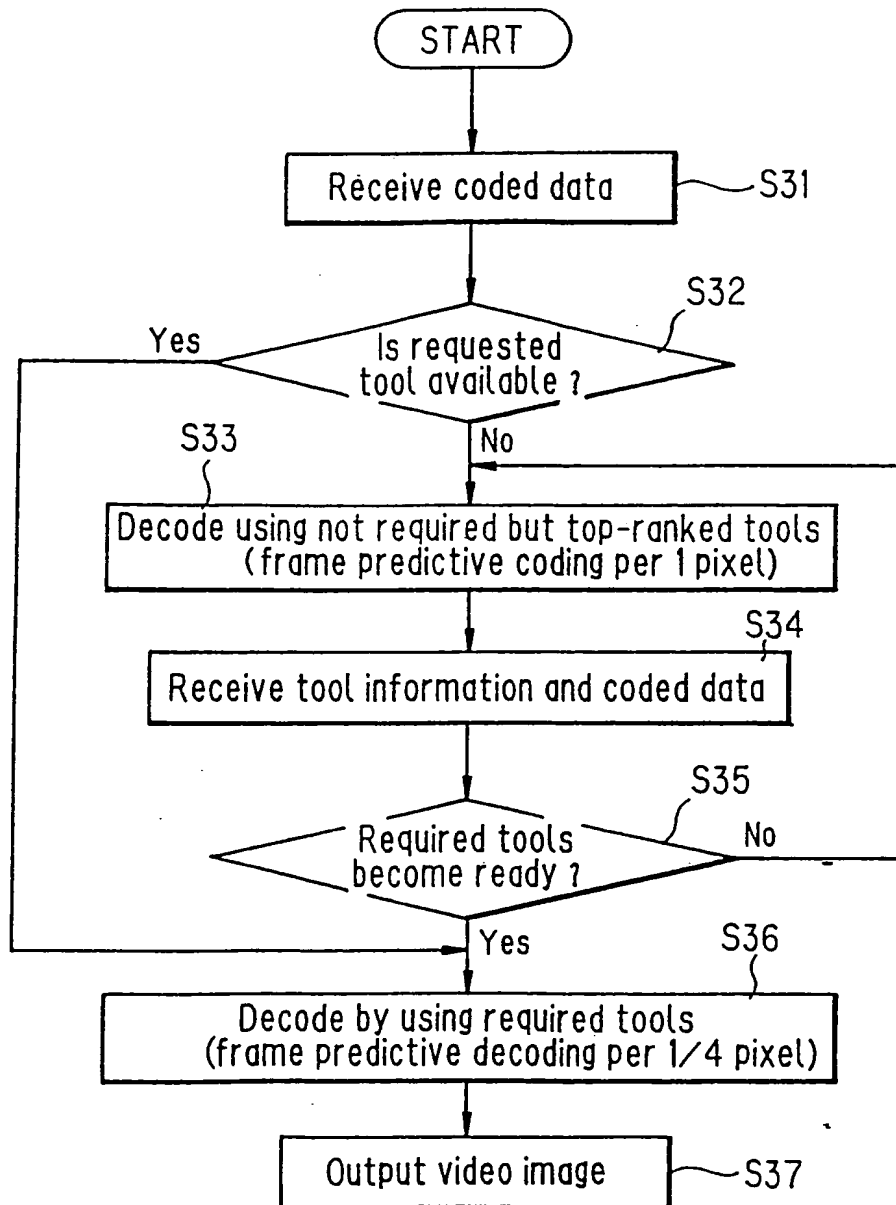 START
Receive coded data
S31
S32
Yes
Is requested
tool available ?
S33
No
Decode using not required but top-ranked tools
(frame predictive coding per 1 pixel)
S34
Receive tool information and coded data
S35
Required tools
become ready ?
No
Yes
S36
Decode by using required tools
(frame predictive decoding per 1/4 pixel)
Output video image
S37